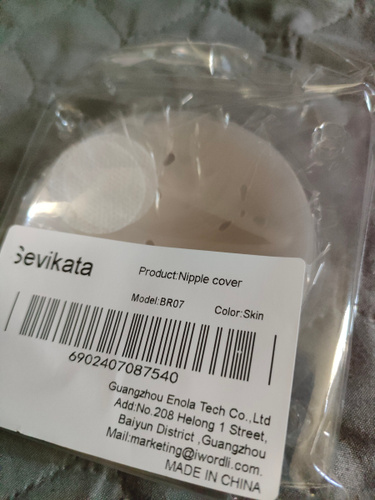 Sevikata
Product:Nipple cover
Model:BR07 Color:Skin
6902407087540
Guangzhou Enola Tech Co.,Ltd
Add:No.208 Helong 1 Street,
Baiyun District ,Guangzhou
Mail:marketing@iwordli.com.
MADE IN CHINA